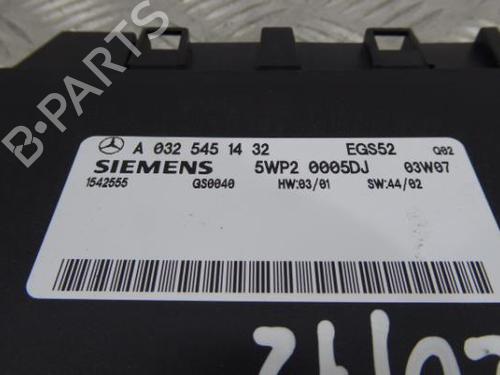 A 032 545 14 32 EGS52 Q02
SIEMENS 5WP2 0005DJ 03W07
1542555 GS0040 HW:03/01 SW:44/02
B-PARTS